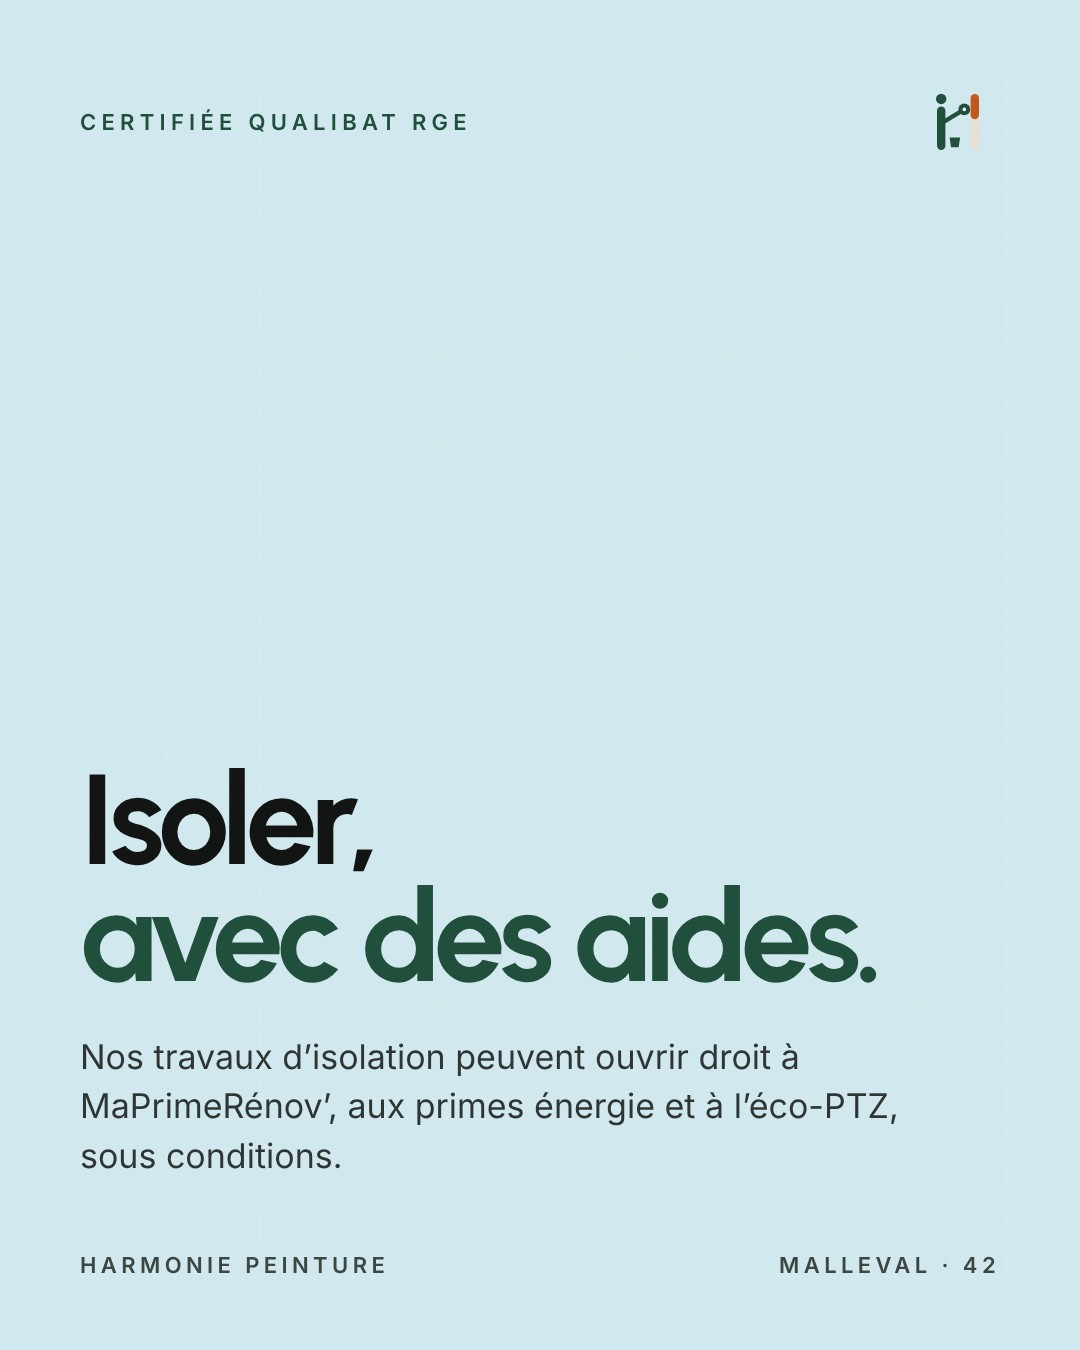 CERTIFIÉE QUALIBAT RGE
Isoler,
avec des aides.
Nos travaux d’isolation peuvent ouvrir droit à
MaPrimeRénov’, aux primes énergie et à l’éco-PTZ,
sous conditions.
HARMONIE PEINTURE
MALLEVAL · 42